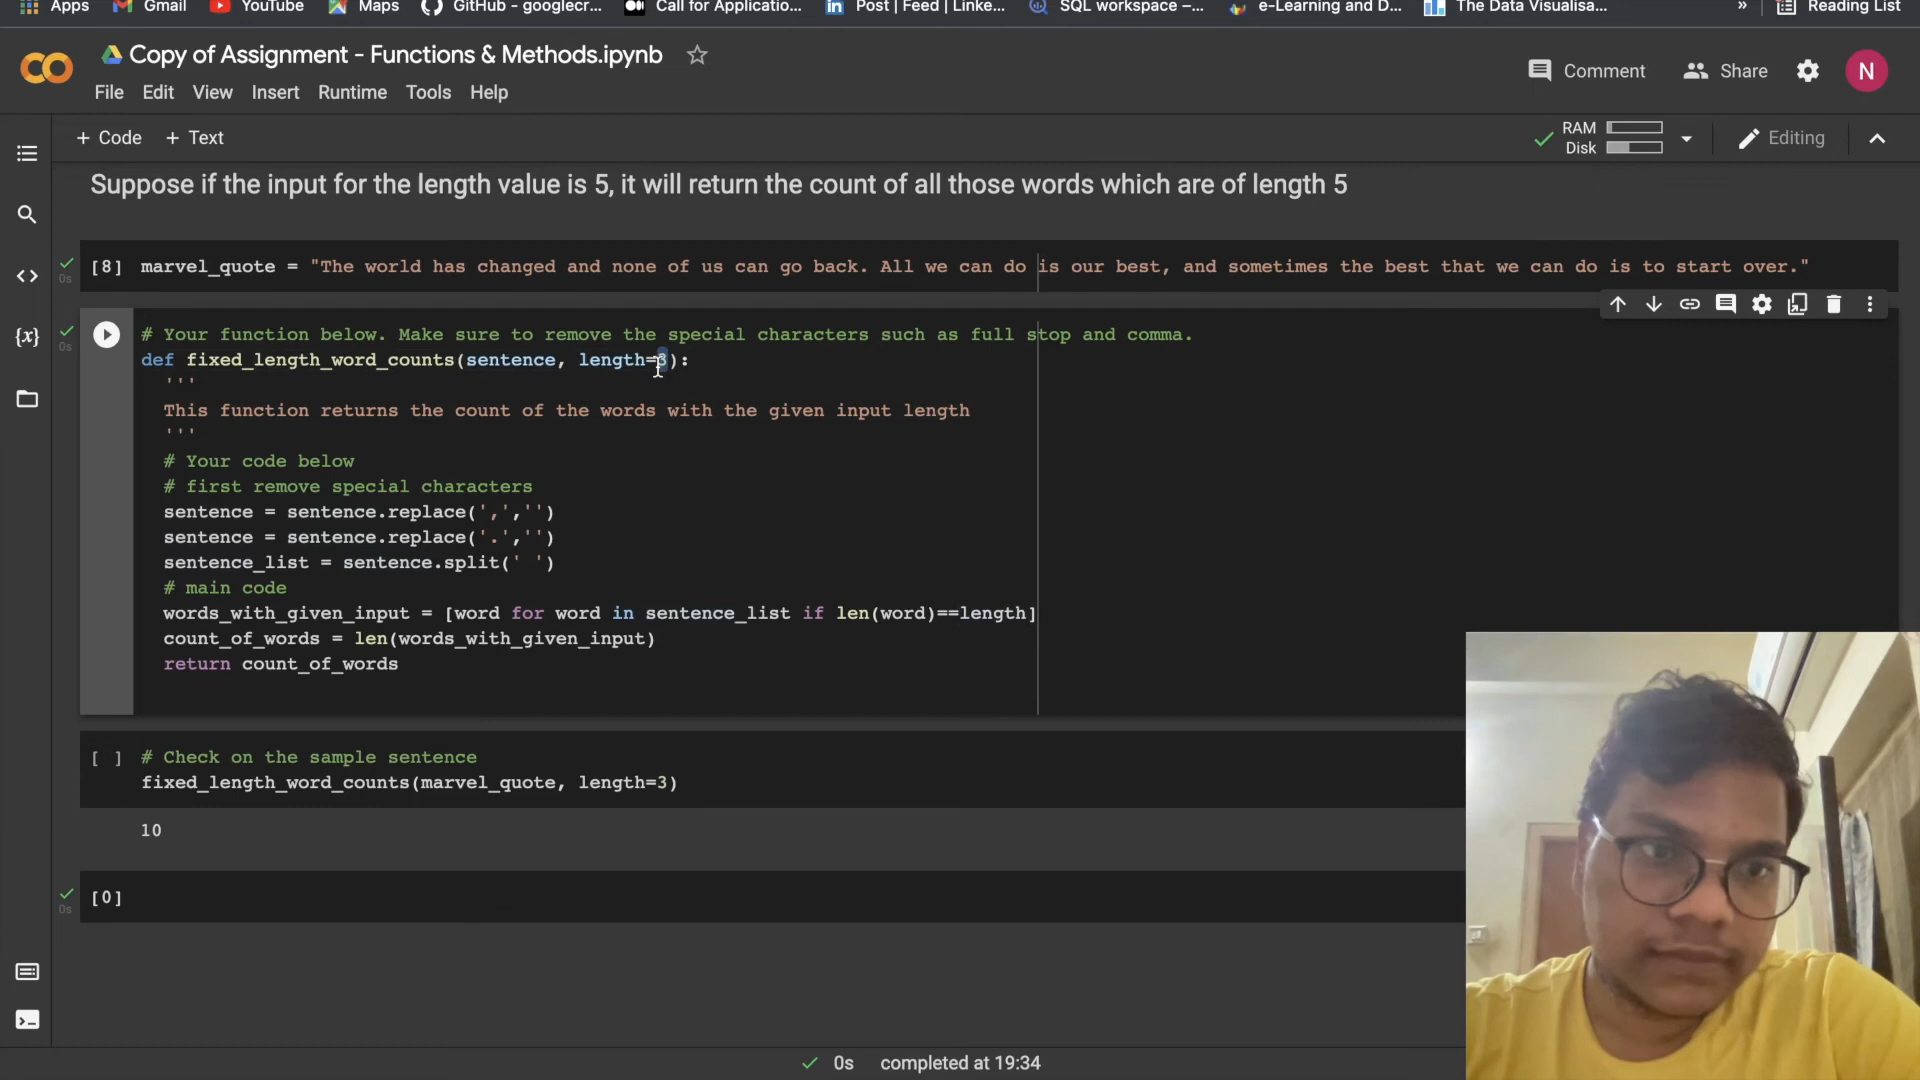 Apps Gmail YouTube Maps GitHub - googlecr... Call for Applicatio... Post | Feed | Linke... SQL workspace –... e-Learning and D... The Data Visualisa... » Reading List
Copy of Assignment - Functions & Methods.ipynb
Comment Share N
File Edit View Insert Runtime Tools Help
+ Code + Text
RAM
Disk
Editing
Suppose if the input for the length value is 5, it will return the count of all those words which are of length 5
0s
[8] marvel_quote = "The world has changed and none of us can go back. All we can do is our best, and sometimes the best that we can do is to start over."
0s
# Your function below. Make sure to remove the special characters such as full stop and comma.
def fixed_length_word_counts(sentence, length=3):
'''
This function returns the count of the words with the given input length
'''
# Your code below
# first remove special characters
sentence = sentence.replace(',','')
sentence = sentence.replace('.','')
sentence_list = sentence.split(' ')
# main code
words_with_given_input = [word for word in sentence_list if len(word)==length]
count_of_words = len(words_with_given_input)
return count_of_words
[ ] # Check on the sample sentence
fixed_length_word_counts(marvel_quote, length=3)
10
0s
[0]
0s completed at 19:34